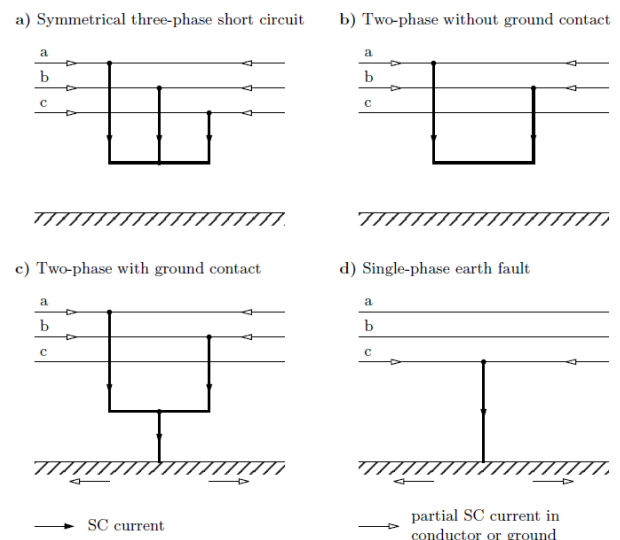 a) Symmetrical three-phase short circuit
a
b
c
b) Two-phase without ground contact
a
b
c
c) Two-phase with ground contact
a
b
c
d) Single-phase earth fault
a
b
c
SC current
partial SC current in
conductor or ground